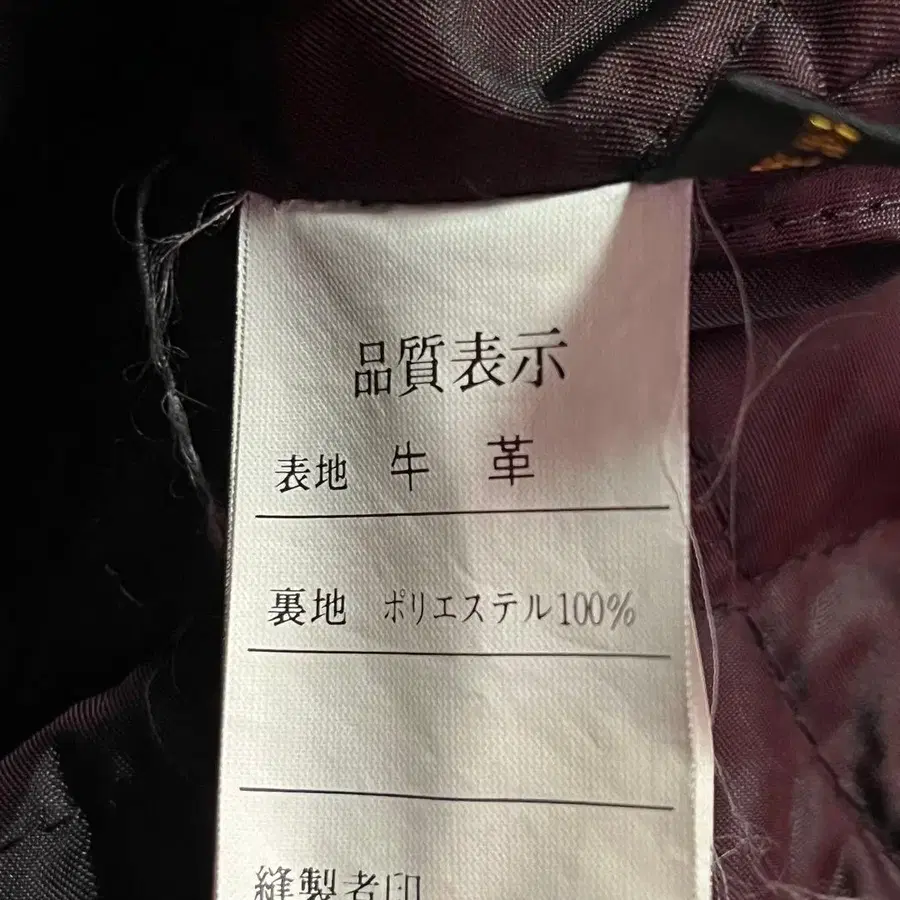 品質表示
表地 牛 革
裏地 ポリエステル100%
縫製者印